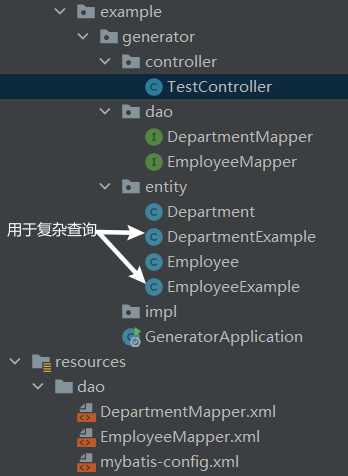 example
generator
controller
TestController
dao
DepartmentMapper
EmployeeMapper
entity
Department
用于复杂查询
DepartmentExample
Employee
EmployeeExample
impl
GeneratorApplication
resources
dao
DepartmentMapper.xml
EmployeeMapper.xml
mybatis-config.xml